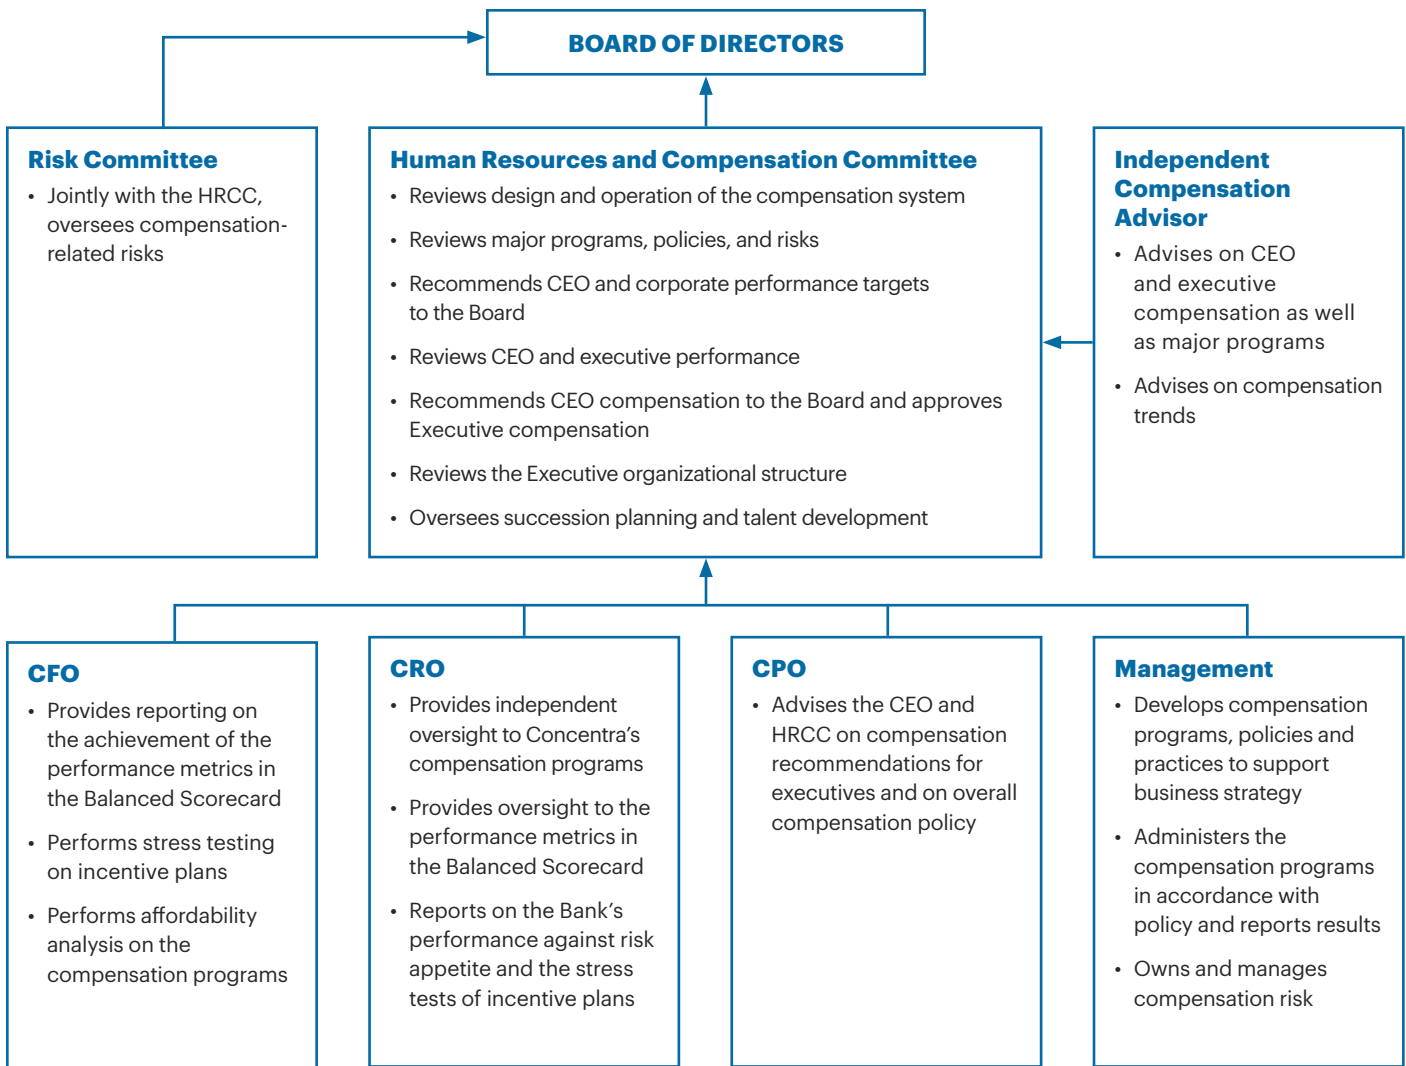 BOARD OF DIRECTORS
Risk Committee
• Jointly with the HRCC,
oversees compensation-
related risks
Human Resources and Compensation Committee
• Reviews design and operation of the compensation system
• Reviews major programs, policies, and risks
• Recommends CEO and corporate performance targets
to the Board
• Reviews CEO and executive performance
• Recommends CEO compensation to the Board and approves
Executive compensation
• Reviews the Executive organizational structure
• Oversees succession planning and talent development
Independent
Compensation
Advisor
• Advises on CEO
and executive
compensation as well
as major programs
• Advises on compensation
trends
CFO
• Provides reporting on
the achievement of the
performance metrics in
the Balanced Scorecard
• Performs stress testing
on incentive plans
• Performs affordability
analysis on the
compensation programs
CRO
• Provides independent
oversight to Concentra’s
compensation programs
• Provides oversight to the
performance metrics in
the Balanced Scorecard
• Reports on the Bank’s
performance against risk
appetite and the stress
tests of incentive plans
CPO
• Advises the CEO and
HRCC on compensation
recommendations for
executives and on overall
compensation policy
Management
• Develops compensation
programs, policies and
practices to support
business strategy
• Administers the
compensation programs
in accordance with
policy and reports results
• Owns and manages
compensation risk